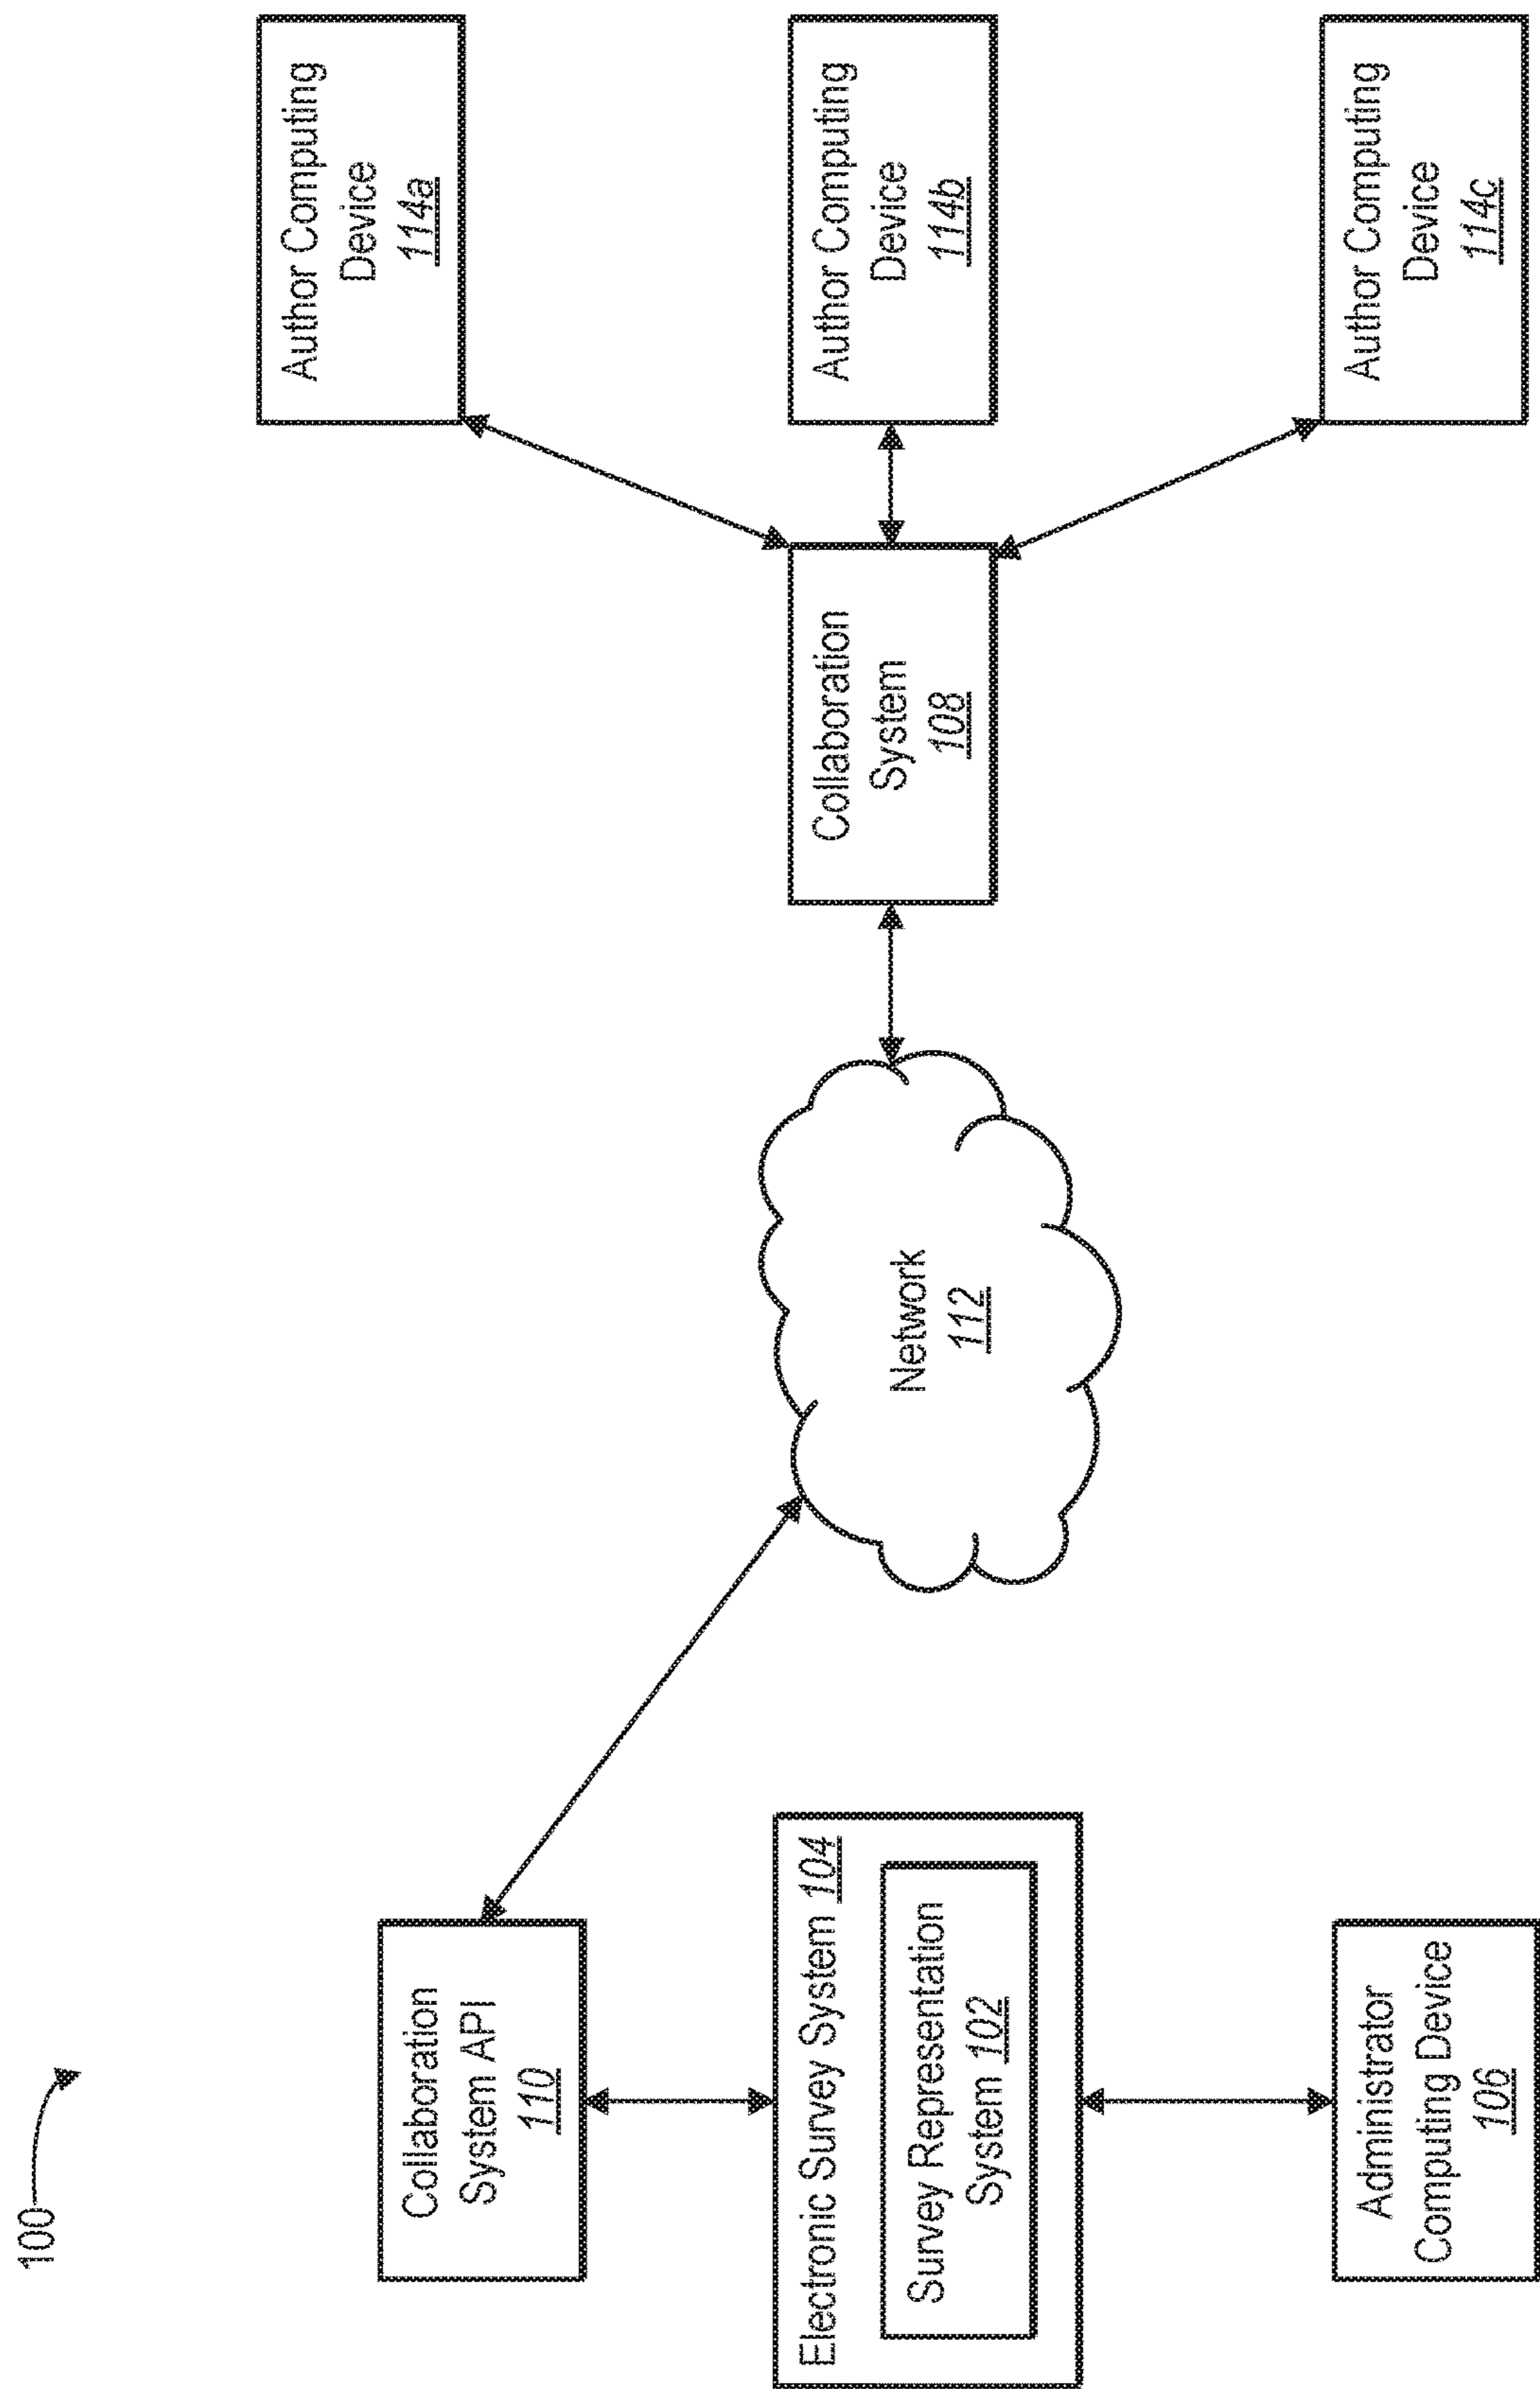 100
Collaboration
System API
110
Electronic Survey System 104
Survey Representation
System 102
Administrator
Computing Device
106
Network
112
Collaboration
System
108
Author Computing
Device
114a
Author Computing
Device
114b
Author Computing
Device
114c